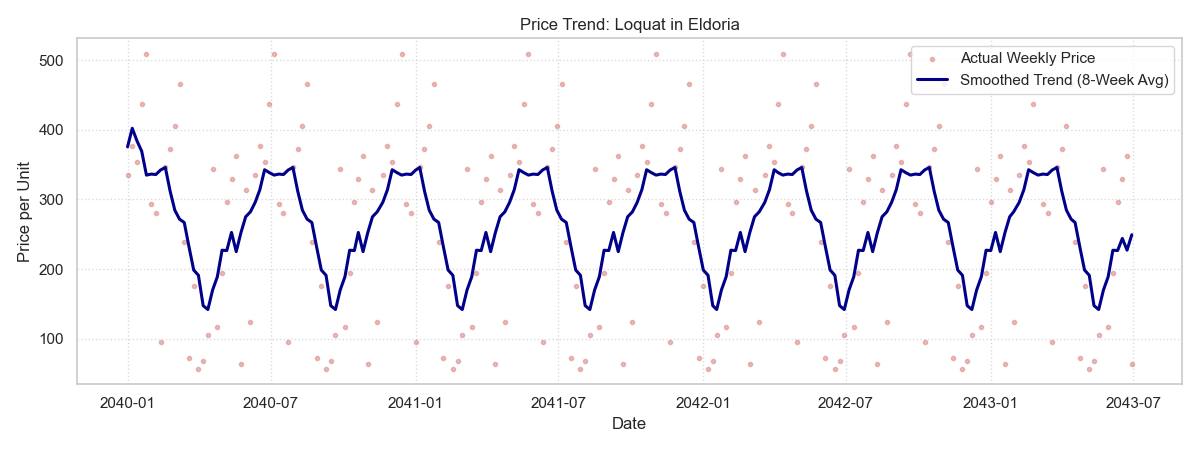 Price Trend: Loquat in Eldoria
Actual Weekly Price
Smoothed Trend (8-Week Avg)
Price per Unit
500
400
300
200
100
2040-01 2040-07 2041-01 2041-07 2042-01 2042-07 2043-01 2043-07
Date